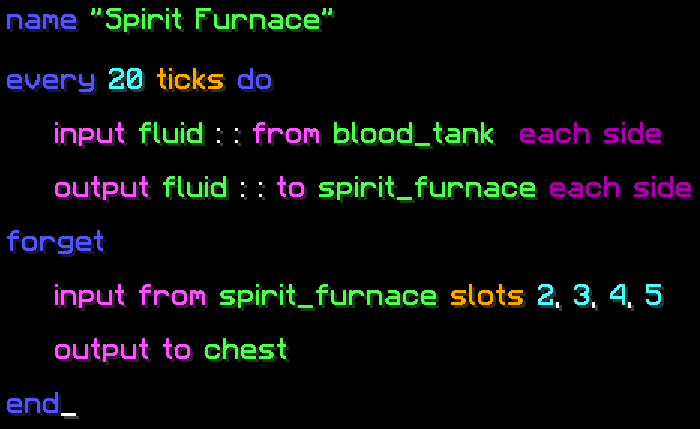 name "Spirit Furnace"
every 20 ticks do
input fluid :: from blood_tank each side
output fluid :: to spirit_furnace each side
forget
input from spirit_furnace slots 2, 3, 4, 5
output to chest
end_